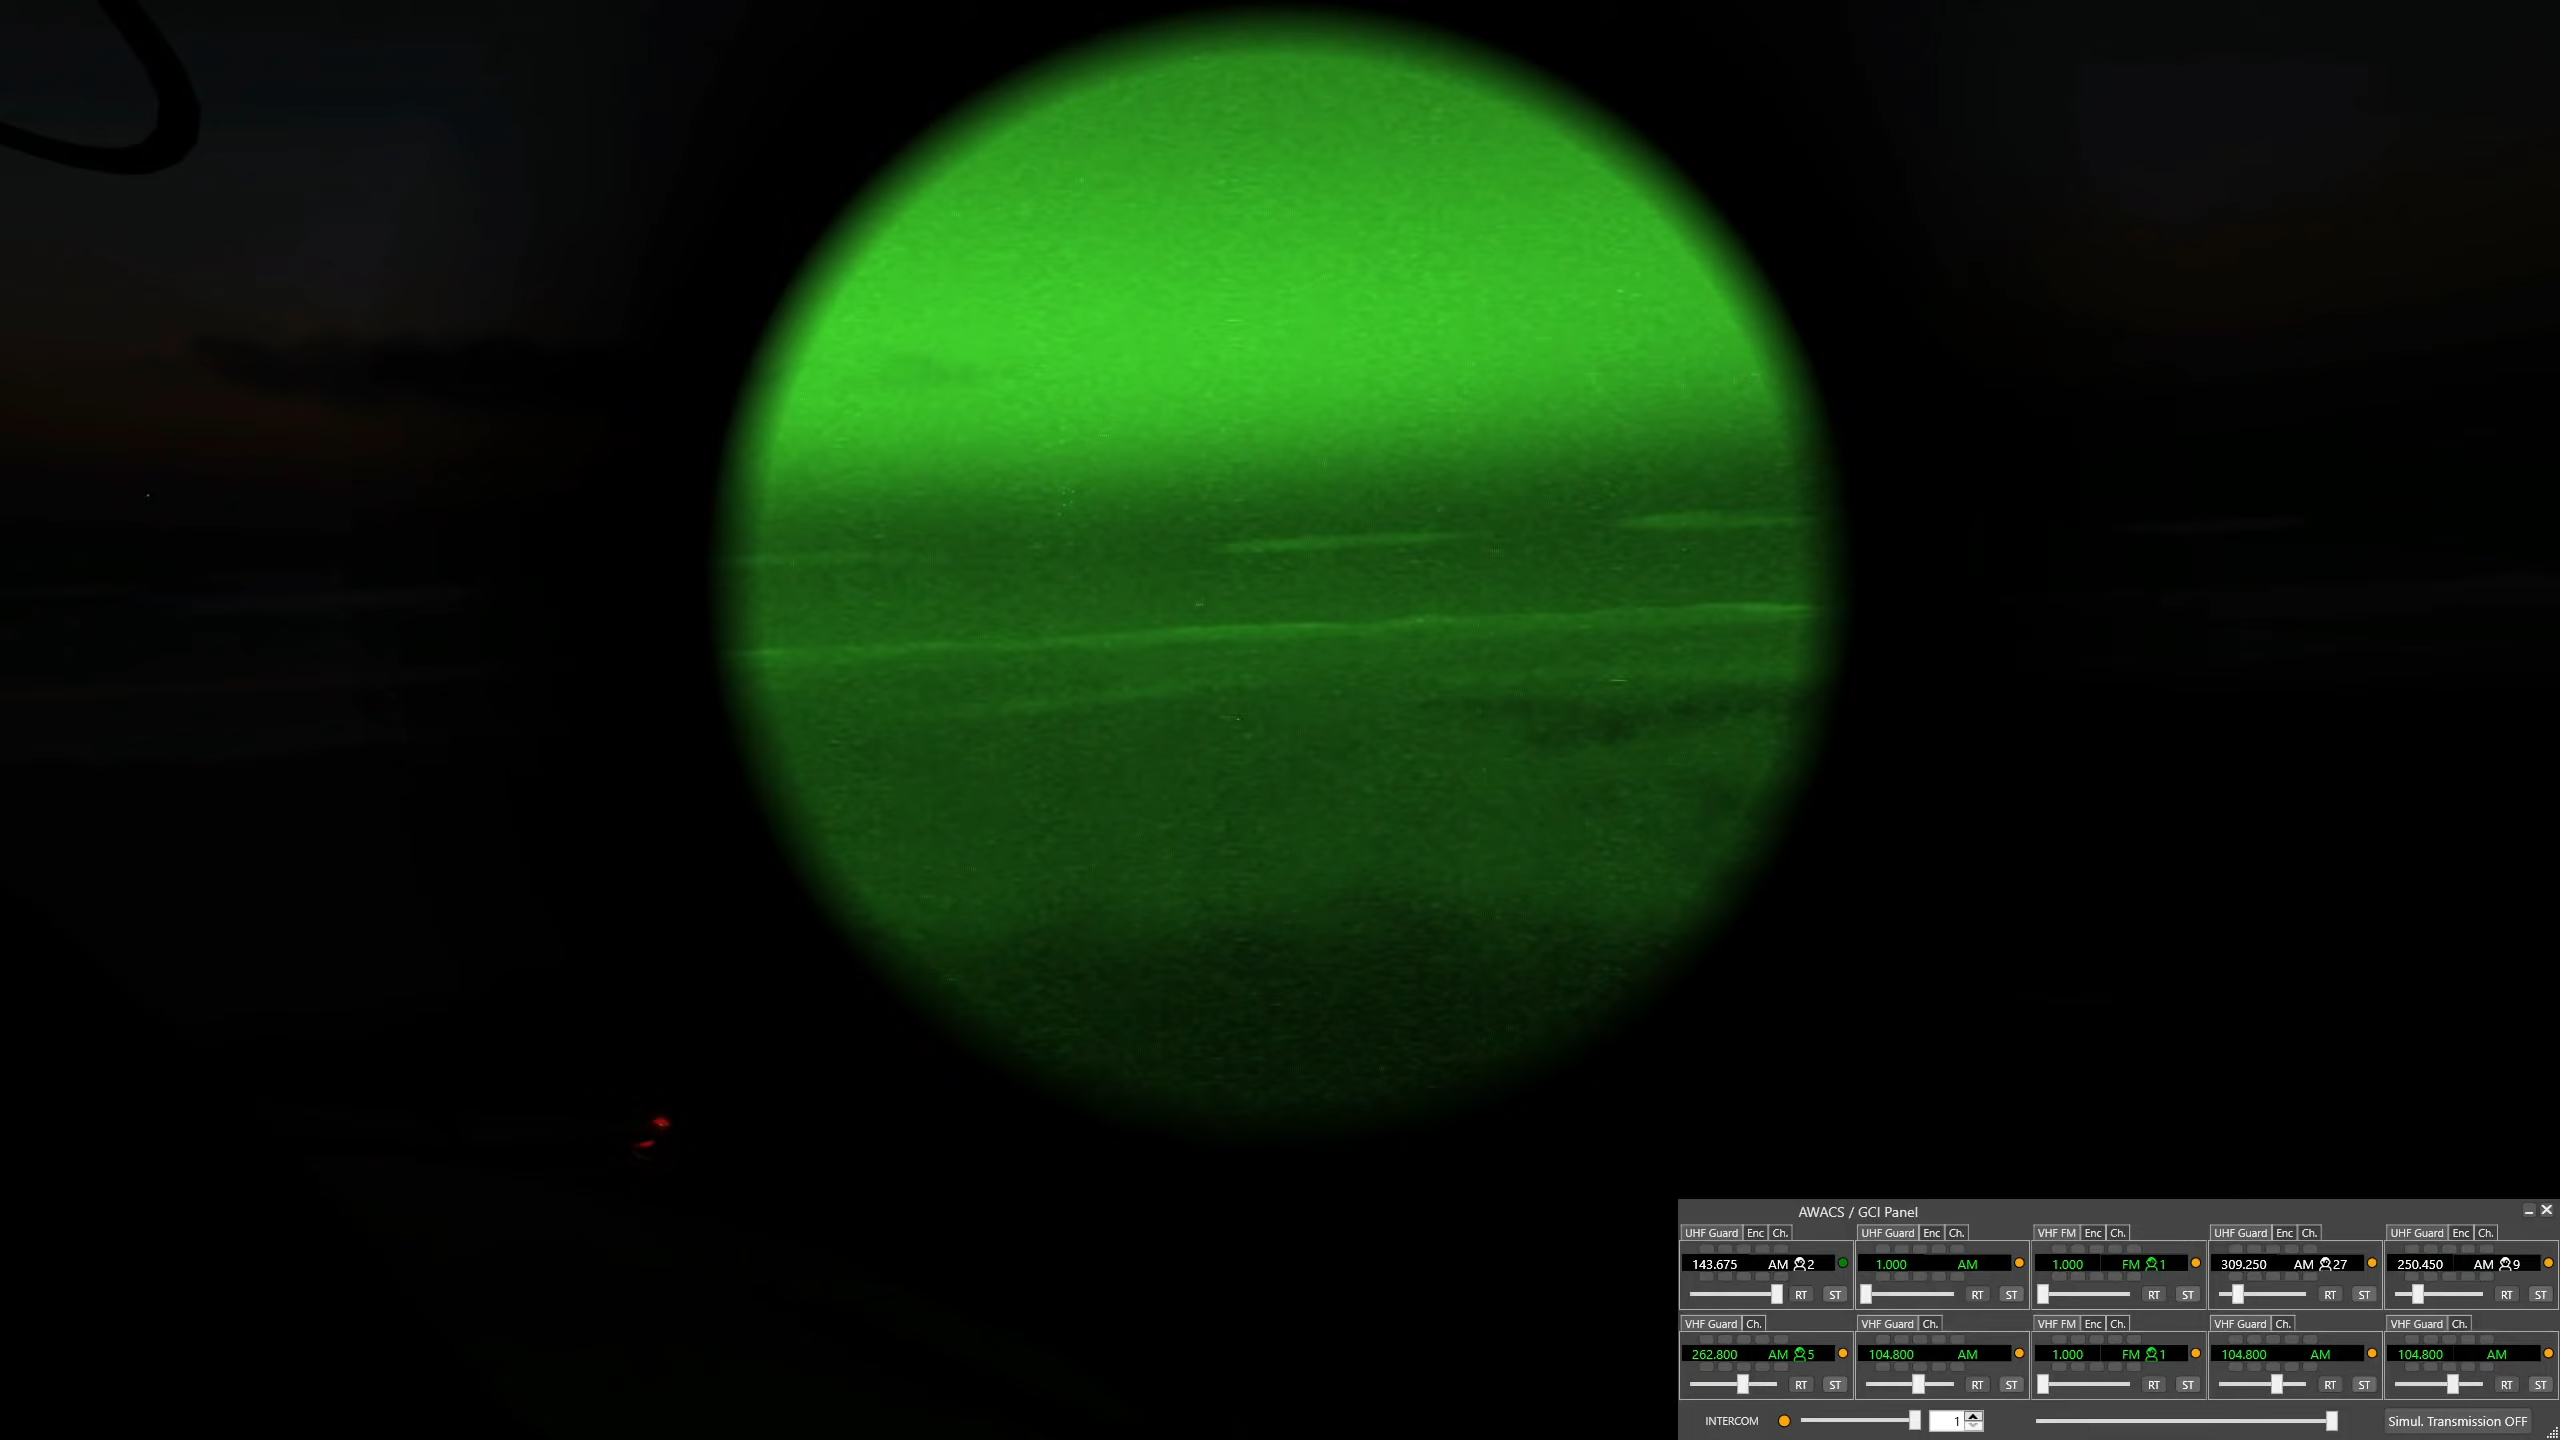 AWACS / GCI Panel
UHF Guard Enc Ch. UHF Guard Enc Ch. VHF FM Enc Ch. UHF Guard Enc Ch. UHF Guard Enc Ch.
143.675 AM 2 1.000 AM 1.000 FM 1 309.250 AM 27 250.450 AM 9
RT ST RT ST RT ST RT ST RT ST
VHF Guard Ch. VHF Guard Ch. VHF FM Enc Ch. VHF Guard Ch. VHF Guard Ch.
262.800 AM 5 104.800 AM 1.000 FM 1 104.800 AM 104.800 AM
RT ST RT ST RT ST RT ST RT ST
INTERCOM 1 Simul. Transmission OFF